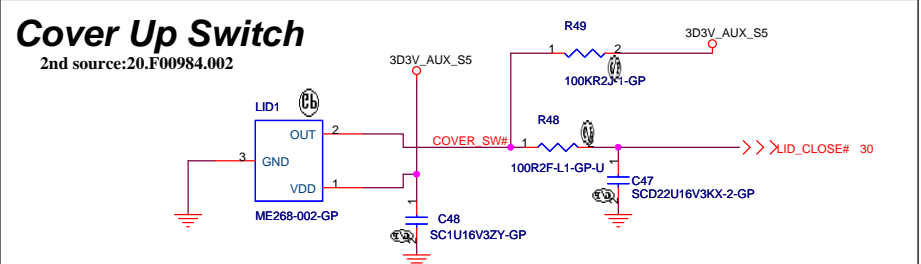 Cover Up Switch
2nd source:20.F00984.002
R49
1
2
3D3V_AUX_S5
100KR2J-1-GP
3D3V_AUX_S5
LID1
OUT
2
COVER_SW#
R48
1
2
100R2F-L1-GP-U
LID_CLOSE# 30
3
GND
VDD
1
ME268-002-GP
1
C47
SCD22U16V3KX-2-GP
1
C48
SC1U16V3ZY-GP